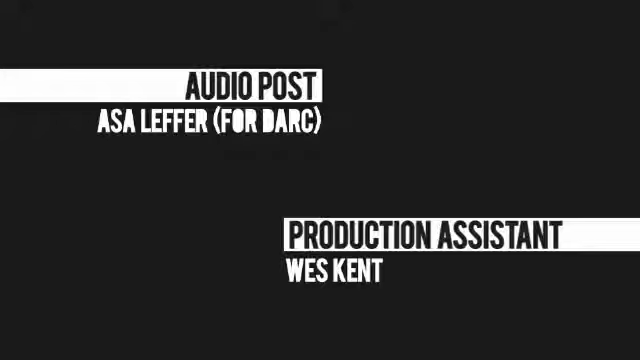 AUDIO POST
ASA LEFFER (FOR DARC)
PRODUCTION ASSISTANT
WES KENT